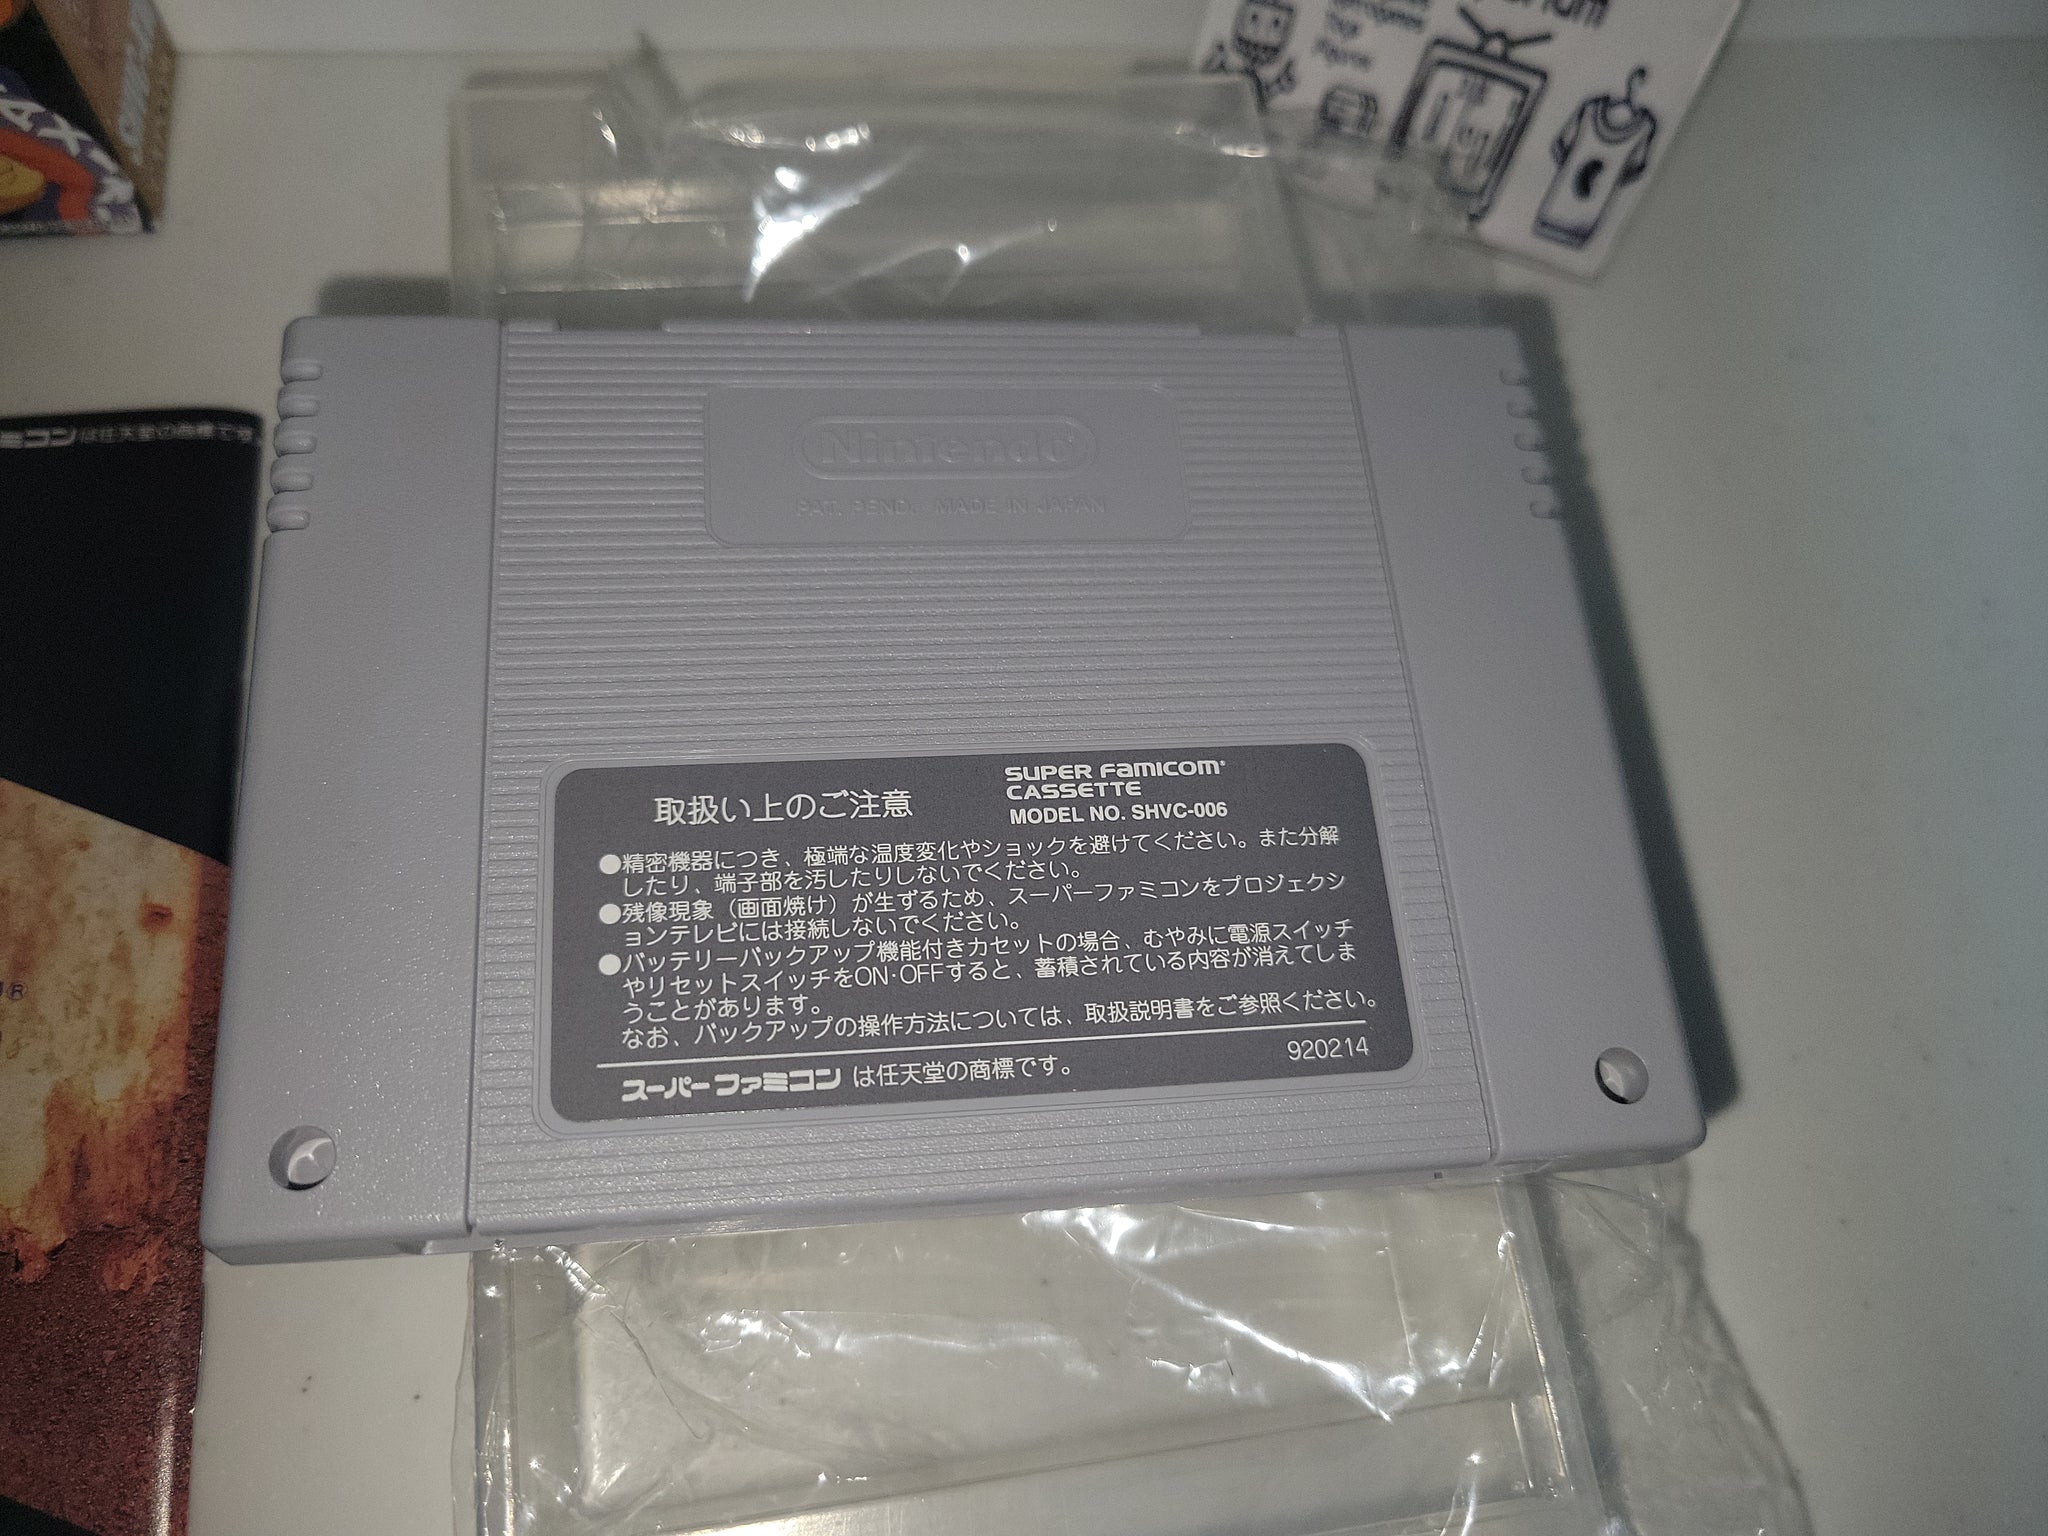 ミコンは任天堂の商標です。
Nintendo
PAT. PEND. MADE IN JAPAN
取扱い上のご注意
SUPER FAMICOM®
CASSETTE
MODEL NO. SHVC-006
●精密機器につき、極端な温度変化やショックを避けてください。また分解
したり、端子部を汚したりしないでください。
●残像現象（画面焼け）が生ずるため、スーパーファミコンをプロジェクシ
ョンテレビには接続しないでください。
●バッテリーバックアップ機能付きカセットの場合、むやみに電源スイッチ
やリセットスイッチをON·OFFすると、蓄積されている内容が消えてしま
うことがあります。
なお、バックアップの操作方法については、取扱説明書をご参照ください。
スーパーファミコンは任天堂の商標です。
920214